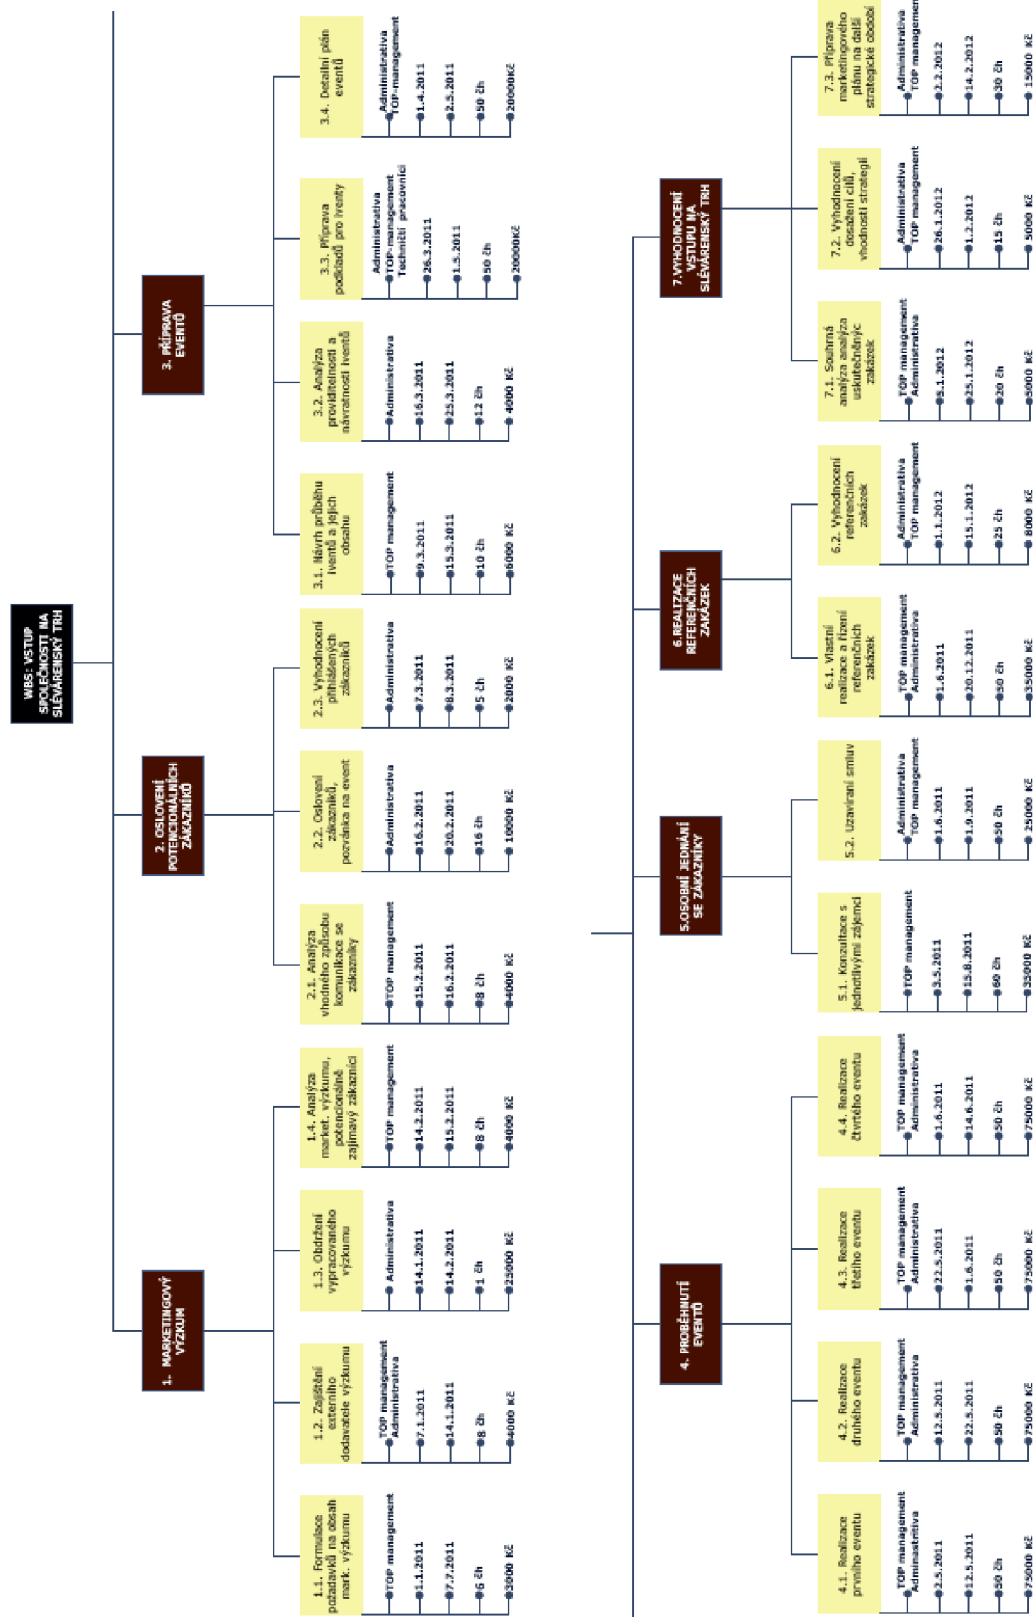 WBS: VSTUP
SPOLEČNOSTI NA
SLÉVÁRENSKÝ TRH
1. MARKETINGOVÝ
VÝZKUM
1.1. Formulace
požadavků na obsah
mark. výzkumu
TOP management
1.1.2011
7.7.2011
6 čh
3000 Kč
1.2. Zajištění
externího
dodavatele výzkumu
TOP management
Administrativa
7.1.2011
14.1.2011
8 čh
4000 Kč
1.3. Obdržení
vypracovaného
výzkumu
Administrativa
14.1.2011
14.2.2011
1 čh
25000 Kč
1.4. Analýza
market. výzkumu,
potencionálně
zajímavý zákazníci
TOP management
14.2.2011
15.2.2011
8 čh
4000 Kč
2. OSLOVENÍ
POTENCIONÁLNÍCH
ZÁKAZNÍKŮ
2.1. Analýza
vhodného způsobu
komunikace se
zákazníky
TOP management
15.2.2011
16.2.2011
8 čh
4000 Kč
2.2. Oslovení
zákazníků,
pozvánka na event
Administrativa
16.2.2011
20.2.2011
16 čh
10000 Kč
2.3. Vyhodnocení
přihlášených
zákazníků
Administrativa
7.3.2011
8.3.2011
5 čh
2000 Kč
3. PŘÍPRAVA
EVENTŮ
3.1. Návrh průběhu
iventů a jejich
obsahu
TOP management
9.3.2011
15.3.2011
10 čh
6000 Kč
3.2. Analýza
providitelnosti a
návratnosti iventů
Administrativa
16.3.2011
25.3.2011
12 čh
4000 Kč
3.3. Příprava
podkladů pro iventy
Administrativa
TOP-management
Techničtí pracovníci
26.3.2011
1.5.2011
50 čh
20000Kč
3.4. Detailní plán
eventů
Administrativa
TOP-management
1.4.2011
2.5.2011
50 čh
20000Kč
4. PROBĚHNUTÍ
EVENTŮ
4.1. Realizace
prvního eventu
TOP management
Adminastritiva
2.5.2011
12.5.2011
50 čh
75000 Kč
4.2. Realizace
druhého eventu
TOP management
Administrativa
12.5.2011
22.5.2011
50 čh
75000 Kč
4.3. Realizace
třetího eventu
TOP management
Administrativa
22.5.2011
1.6.2011
50 čh
75000 Kč
4.4. Realizace
čtvrtého eventu
TOP management
Administrativa
1.6.2011
14.6.2011
50 čh
75000 Kč
5.OSOBNÍ JEDNÁNÍ
SE ZÁKAZNÍKY
5.1. Konzultace s
jednotlivými zájemci
TOP management
3.5.2011
15.8.2011
60 čh
35000 Kč
5.2. Uzavíraní smluv
Administrativa
TOP management
1.6.2011
1.9.2011
50 čh
25000 Kč
6.REALIZACE
REFERENČNÍCH
ZAKÁZEK
6.1. Vlastní
realizace a řízení
referenčních
zakázek
TOP management
Administrativa
1.6.2011
20.12.2011
50 čh
35000 Kč
6.2. Vyhodnocení
referenčních
zakázek
Administrativa
TOP management
1.1.2012
15.1.2012
25 čh
8000 Kč
7.VYHODNOCENÍ
VSTUPU NA
SLÉVÁRENSKÝ TRH
7.1. Souhrná
analýza analýza
uskutečněnýc
zakázek
TOP management
Administrativa
5.1.2012
25.1.2012
20 čh
5000 Kč
7.2. Vyhodnocení
dosažení cílů,
vhodnosti strategií
Administrativa
TOP management
26.1.2012
1.2.2012
15 čh
5000 Kč
7.3. Příprava
marketingového
plánu na další
strategické období
Administrativa
TOP management
2.2.2012
14.2.2012
30 čh
15000 Kč